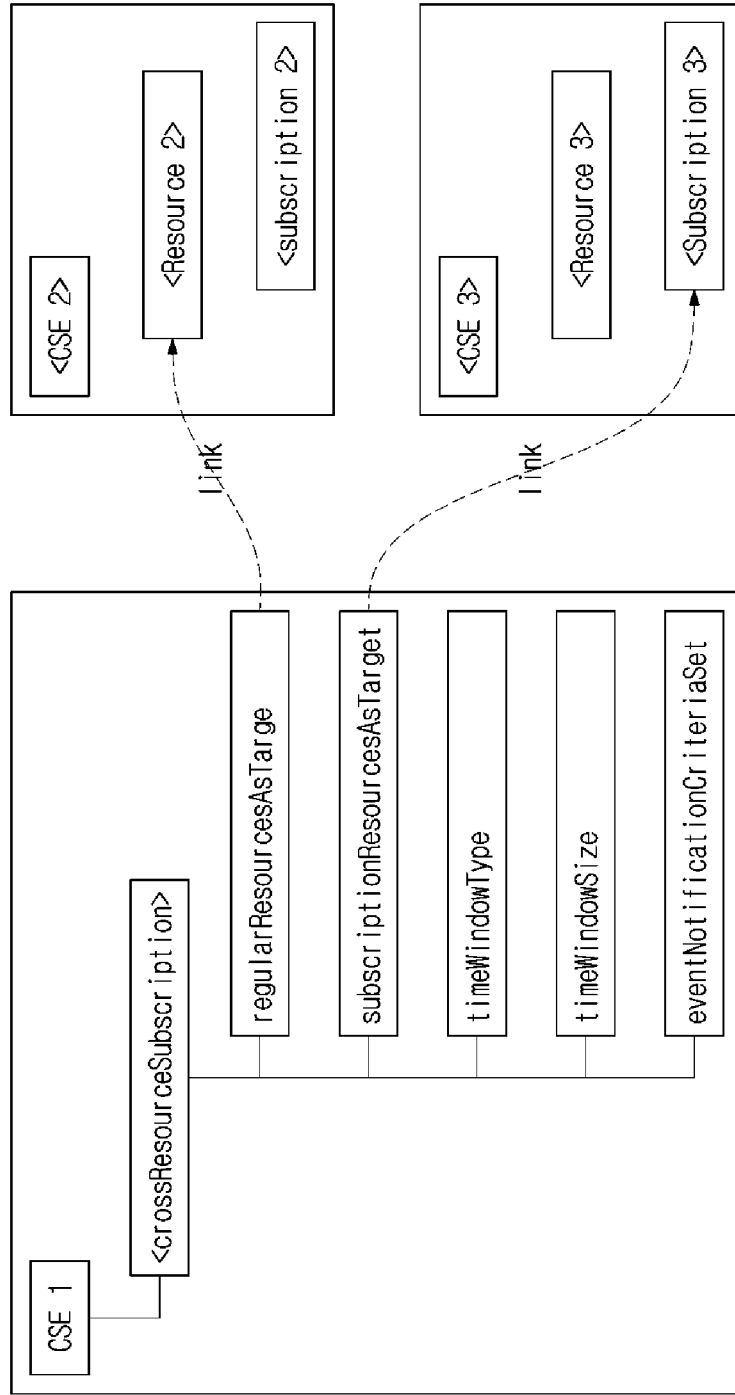 CSE 1
<crossResourceSubscription>
regularResourcesAsTarge
subscriptionResourcesAsTarget
timeWindowType
timeWindowSize
eventNotificationCriteriaSet
link
link
<CSE 2>
<Resource 2>
<subscription 2>
<CSE 3>
<Resource 3>
<Subscription 3>